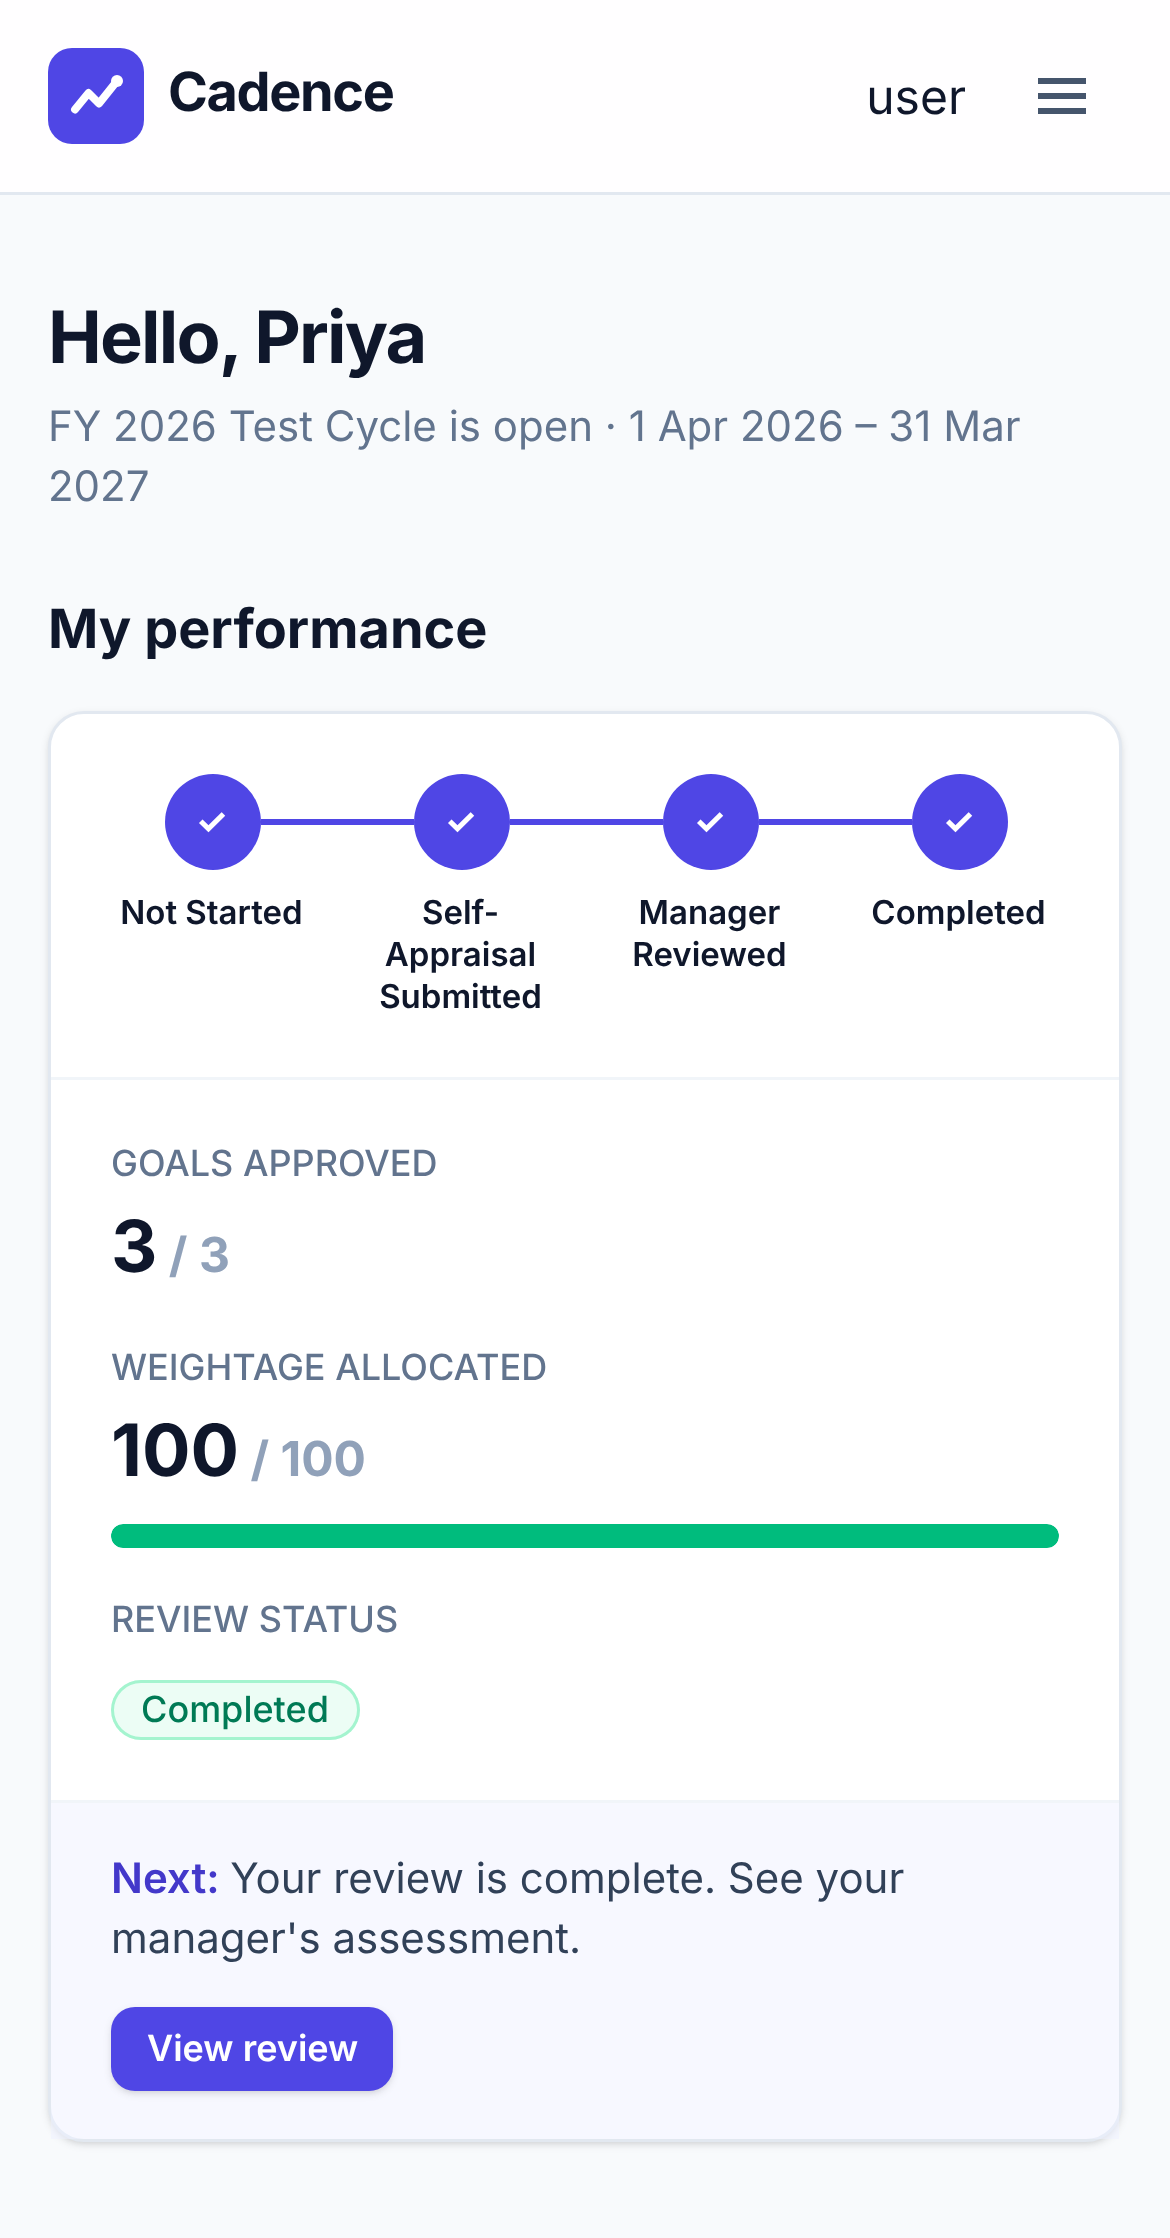 Cadence
user
Hello, Priya
FY 2026 Test Cycle is open · 1 Apr 2026 – 31 Mar
2027
My performance
Not Started
Self-
Appraisal
Submitted
Manager
Reviewed
Completed
GOALS APPROVED
3 / 3
WEIGHTAGE ALLOCATED
100 / 100
REVIEW STATUS
Completed
Next: Your review is complete. See your
manager's assessment.
View review